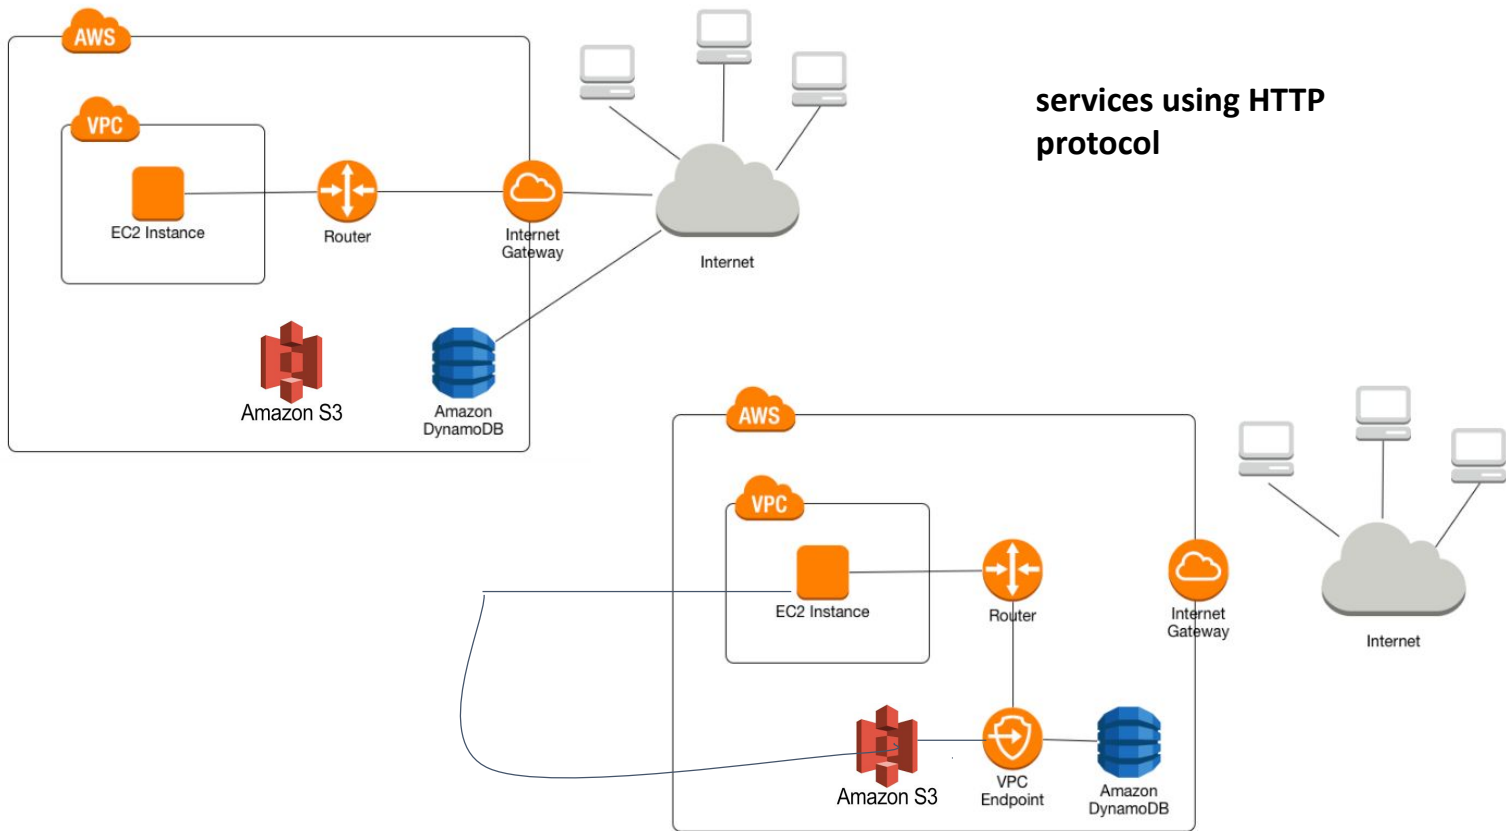 AWS
VPC
EC2 Instance
Router
Internet
Gateway
Internet
Amazon S3
Amazon
DynamoDB
services using HTTP
protocol
AWS
VPC
EC2 Instance
Router
Internet
Gateway
Internet
Amazon S3
VPC
Endpoint
Amazon
DynamoDB